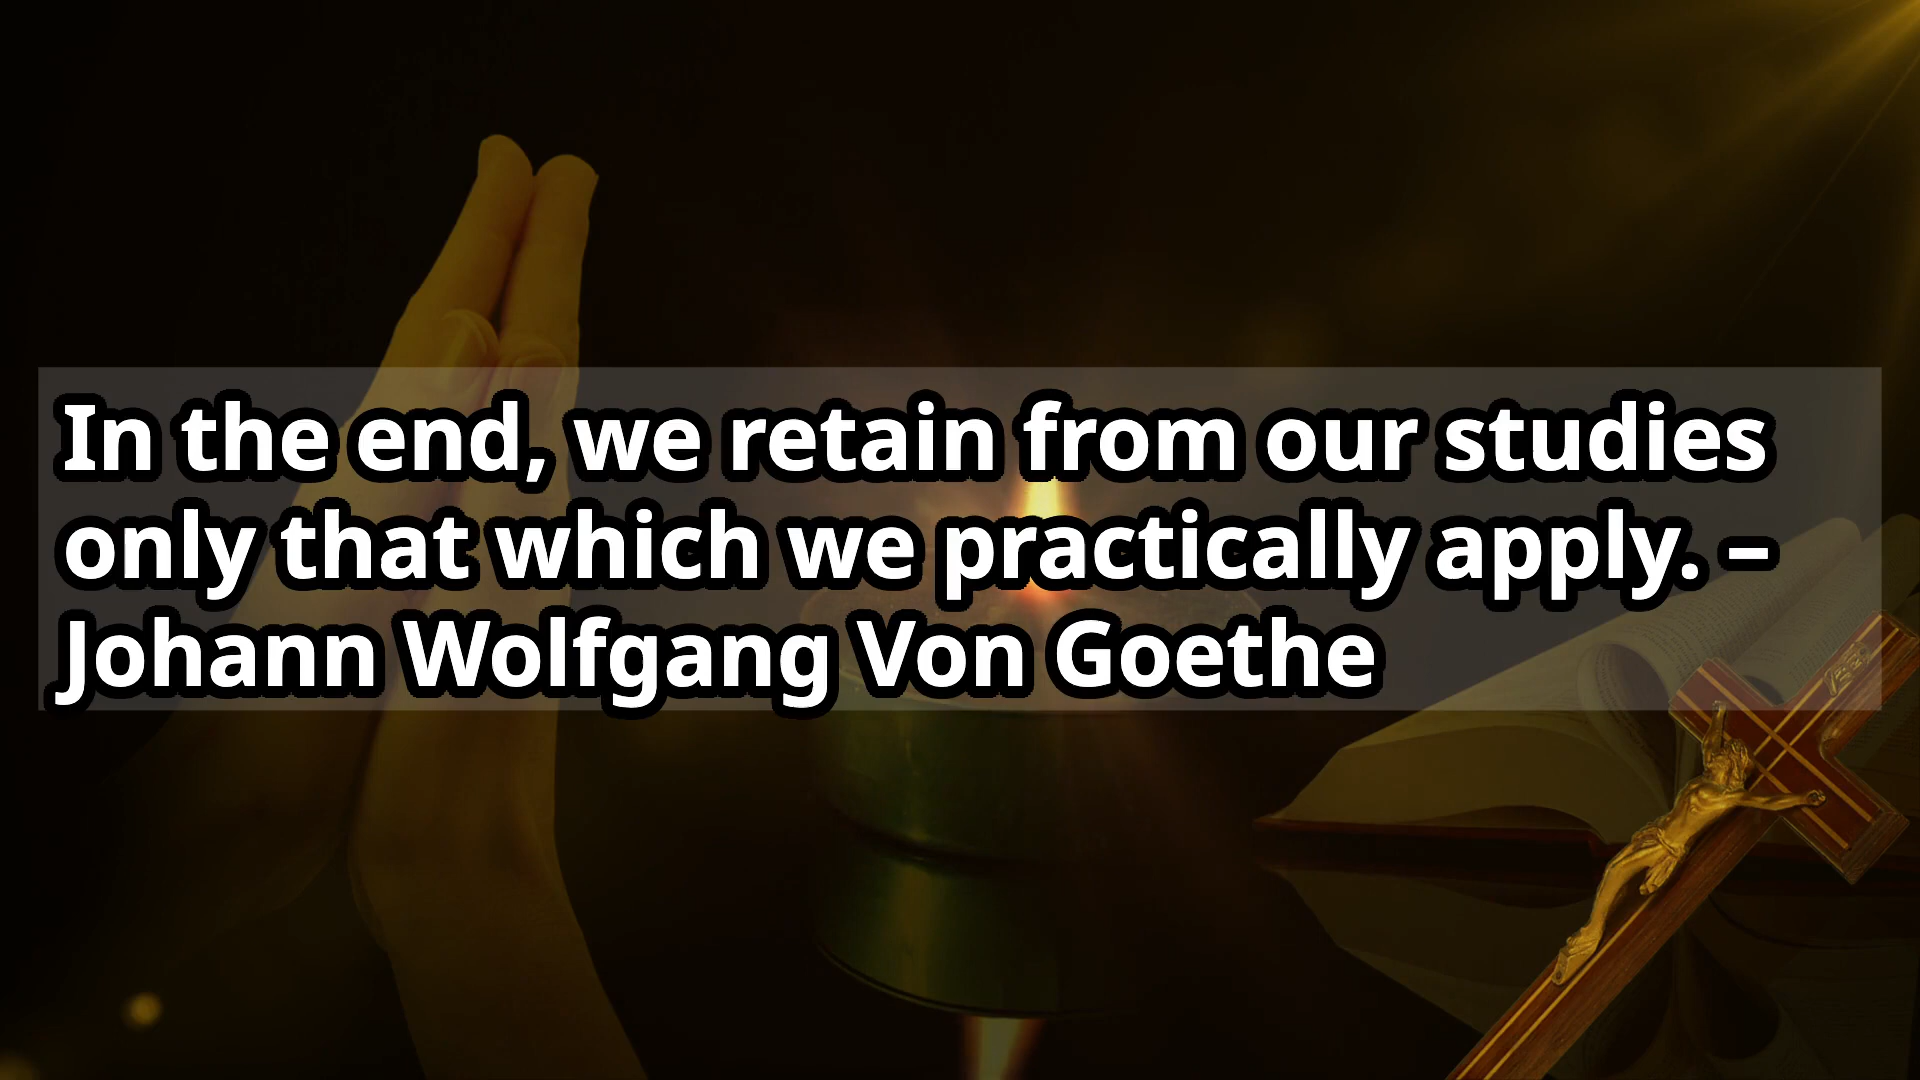 In the end, we retain from our studies
only that which we practically apply. –
Johann Wolfgang Von Goethe